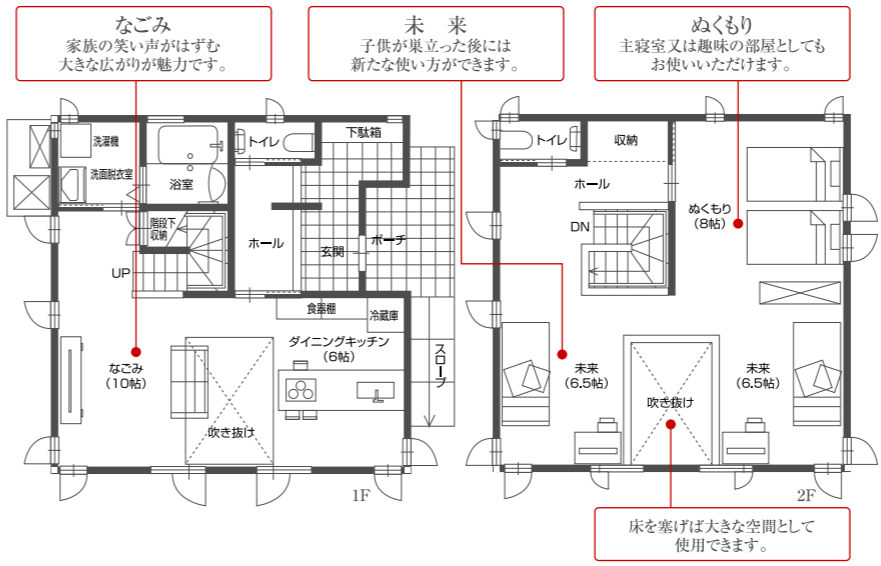 なごみ
家族の笑い声がはずむ
大きな広がりが魅力です。
未 来
子供が巣立った後には
新たな使い方ができます。
ぬくもり
主寝室又は趣味の部屋としても
お使いいただけます。
洗濯機
洗面脱衣室
浴室
トイレ
下駄箱
階段下
収納
ホール
玄関
ポーチ
UP
食器棚
冷蔵庫
ダイニングキッチン
(6帖)
スロープ
なごみ
(10帖)
吹き抜け
1F
トイレ
収納
ホール
DN
ぬくもり
(8帖)
未来
(6.5帖)
未来
(6.5帖)
吹き抜け
2F
床を塞げば大きな空間として
使用できます。